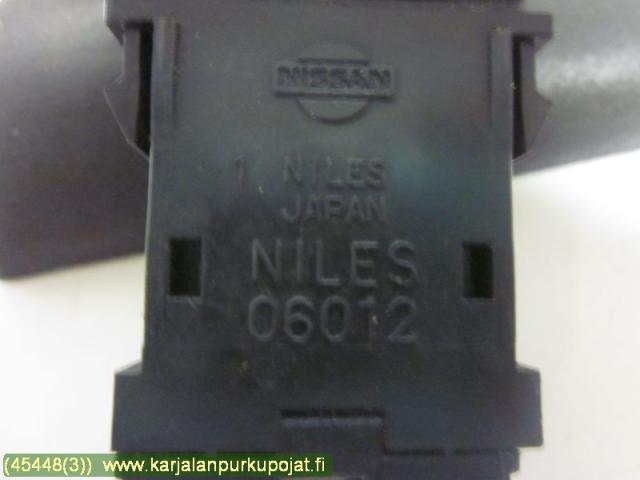 NISSAN
1 NILES
JAPAN
NILES
06012
(45448(3)) www.karjalanpurkupojat.fi